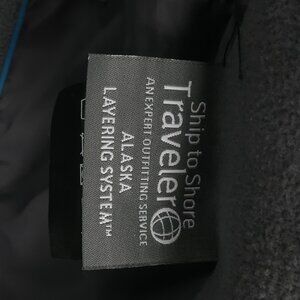 Ship to Shore
Traveler
AN EXPERT OUTFITTING SERVICE
ALASKA
LAYERING SYSTEM™